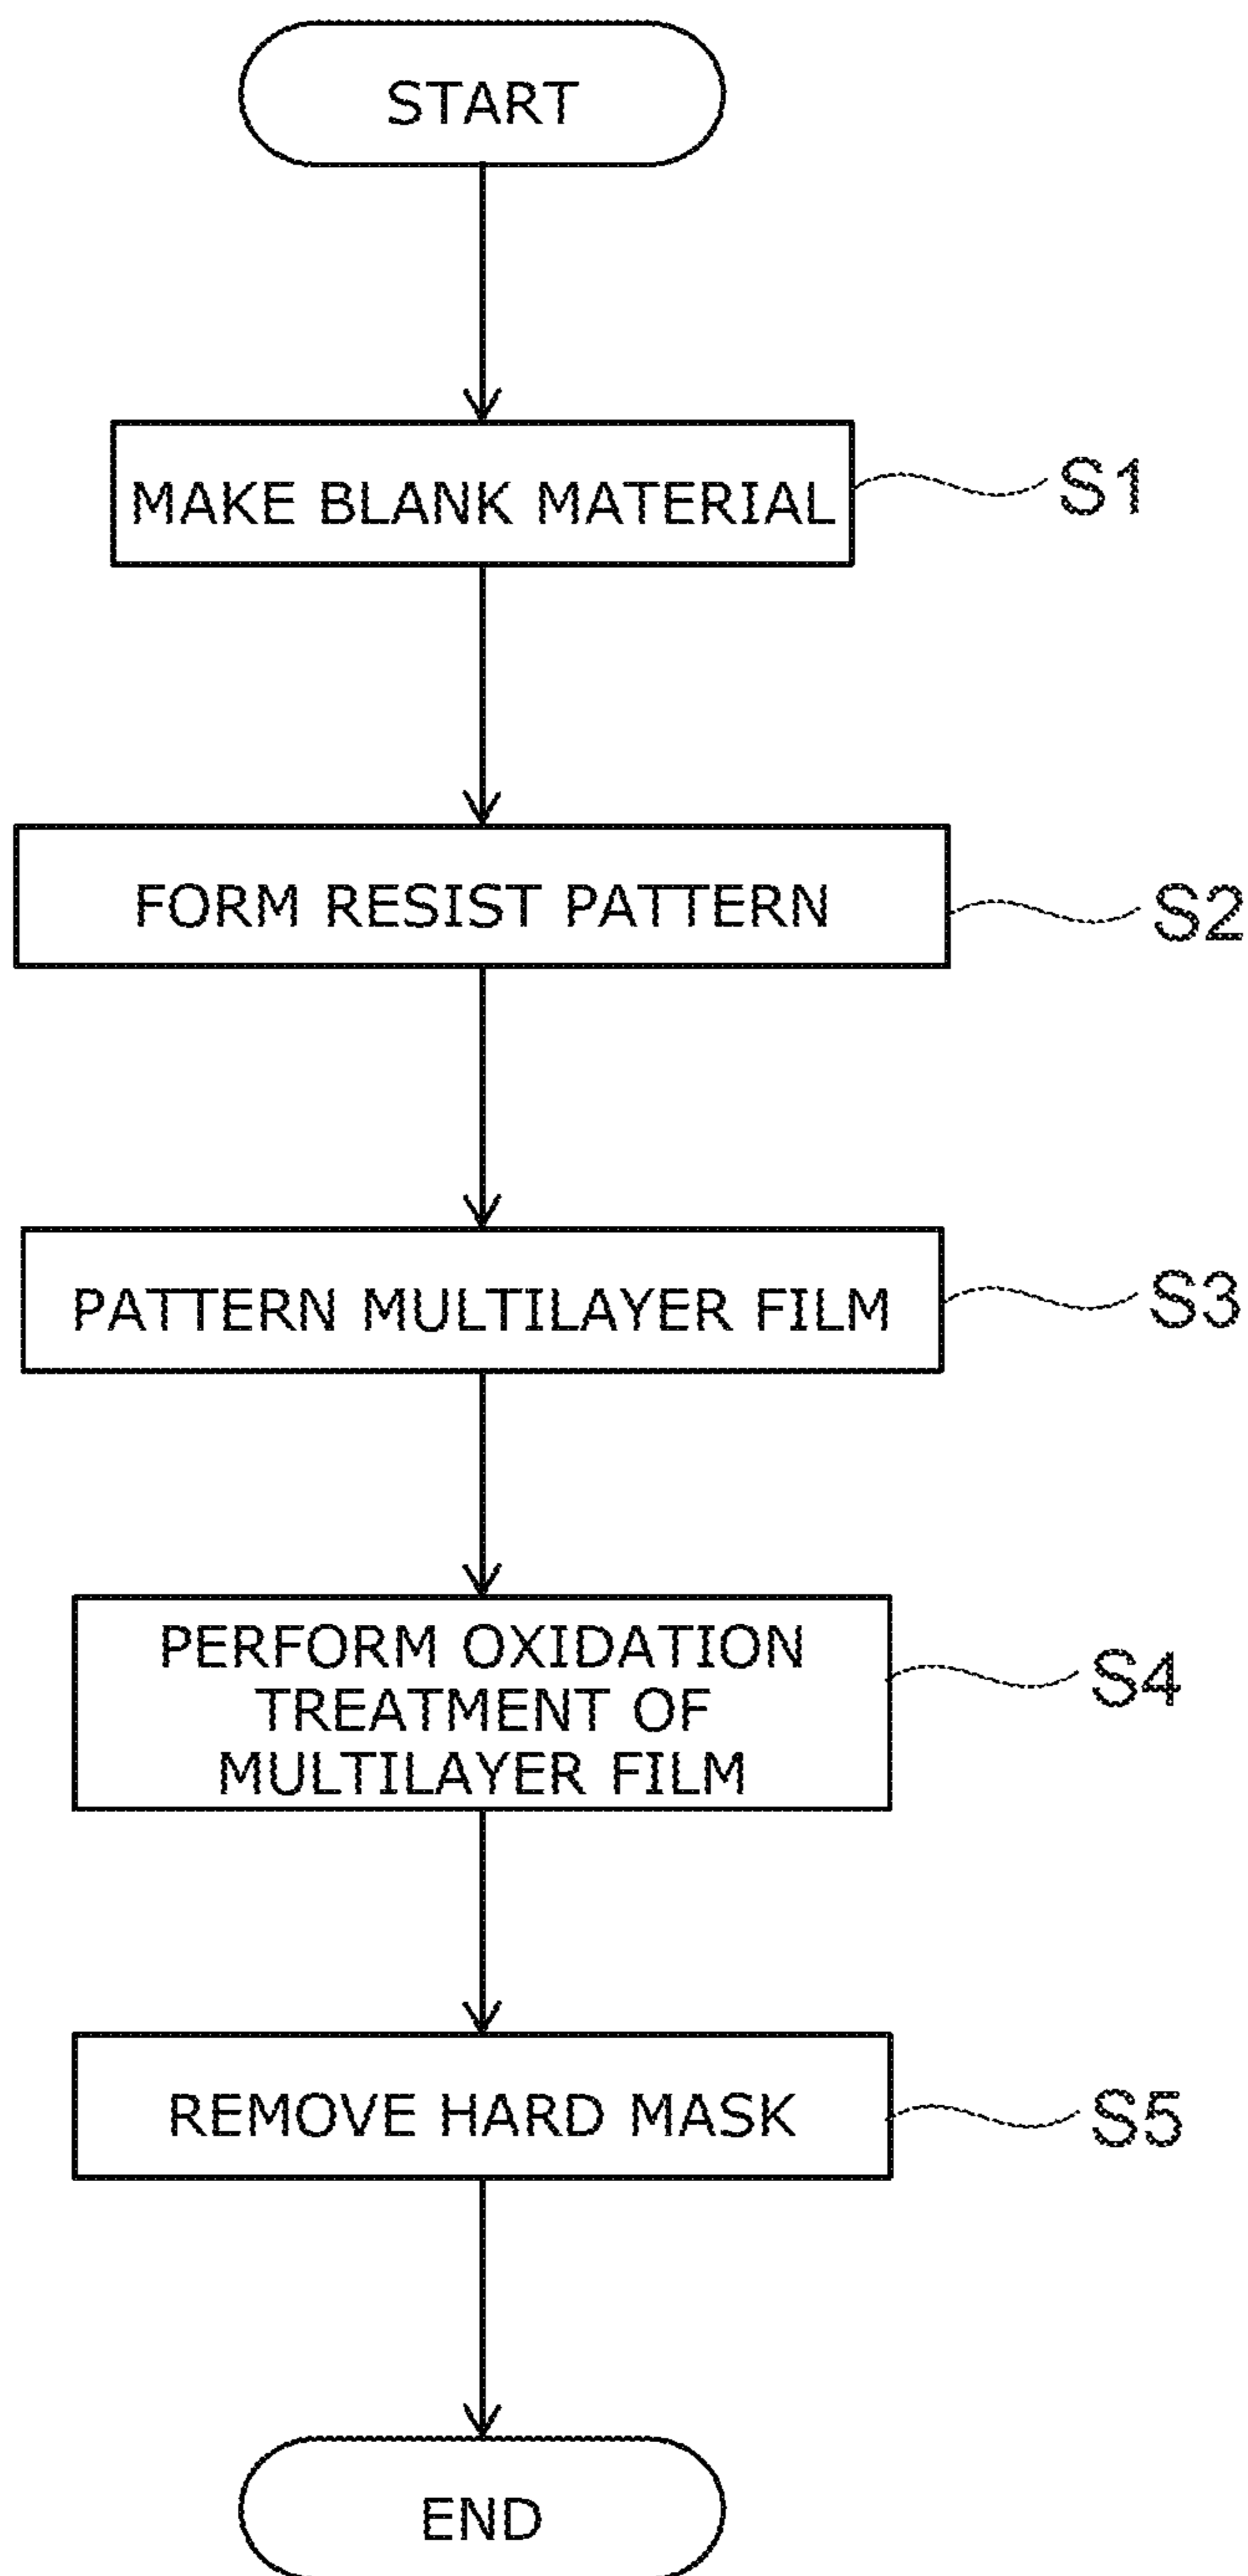 START
MAKE BLANK MATERIAL
S1
FORM RESIST PATTERN
S2
PATTERN MULTILAYER FILM
S3
PERFORM OXIDATION
TREATMENT OF
MULTILAYER FILM
S4
REMOVE HARD MASK
S5
END